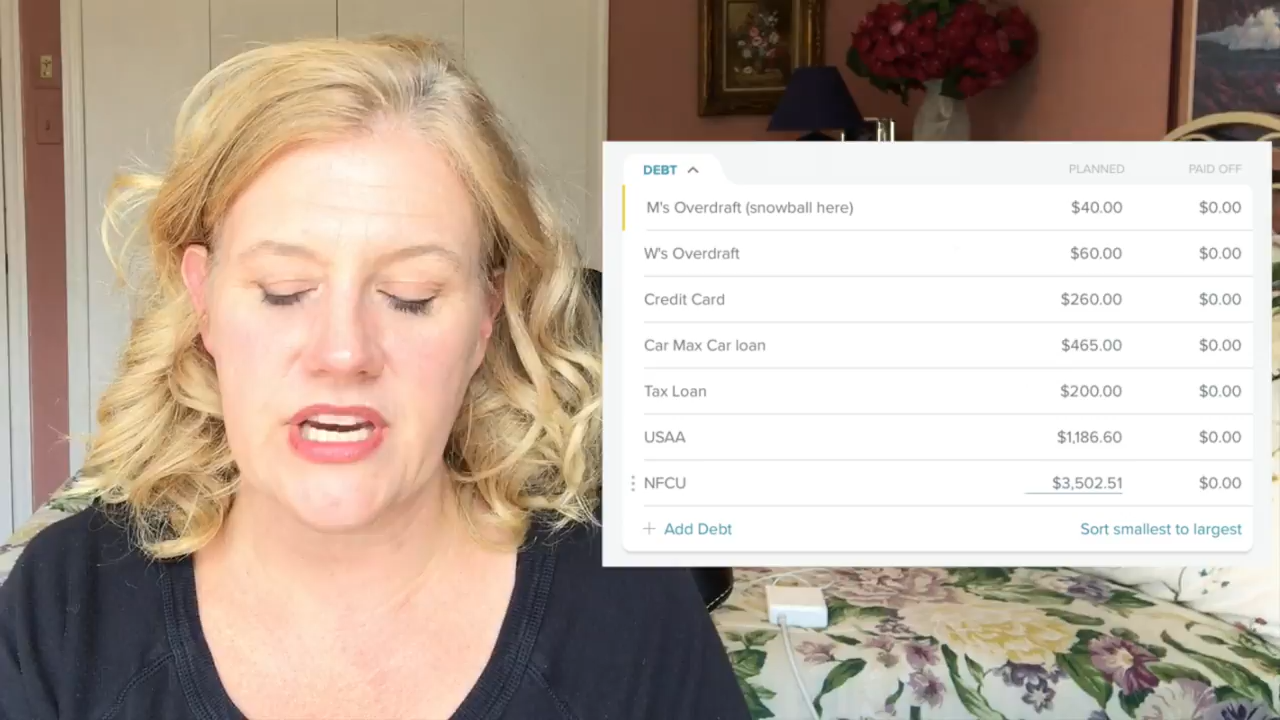 DEBT PLANNED PAID OFF
M's Overdraft (snowball here) $40.00 $0.00
W's Overdraft $60.00 $0.00
Credit Card $260.00 $0.00
Car Max Car loan $465.00 $0.00
Tax Loan $200.00 $0.00
USAA $1,186.60 $0.00
NFCU $3,502.51 $0.00
+ Add Debt Sort smallest to largest